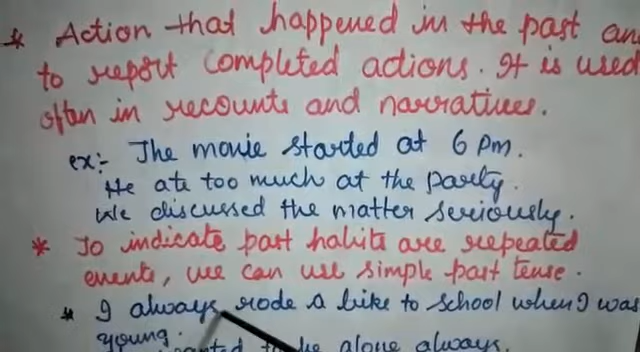 * Action that happened in the past an
to report completed actions. It is used
often in recounts and narratives.
ex:- The movie started at 6 pm.
He ate too much at the party.
We discussed the matter seriously.
* To indicate past habits are repeated
events, we can use simple past tense.
* I always rode a bike to school when I was
young.
to be alone always.